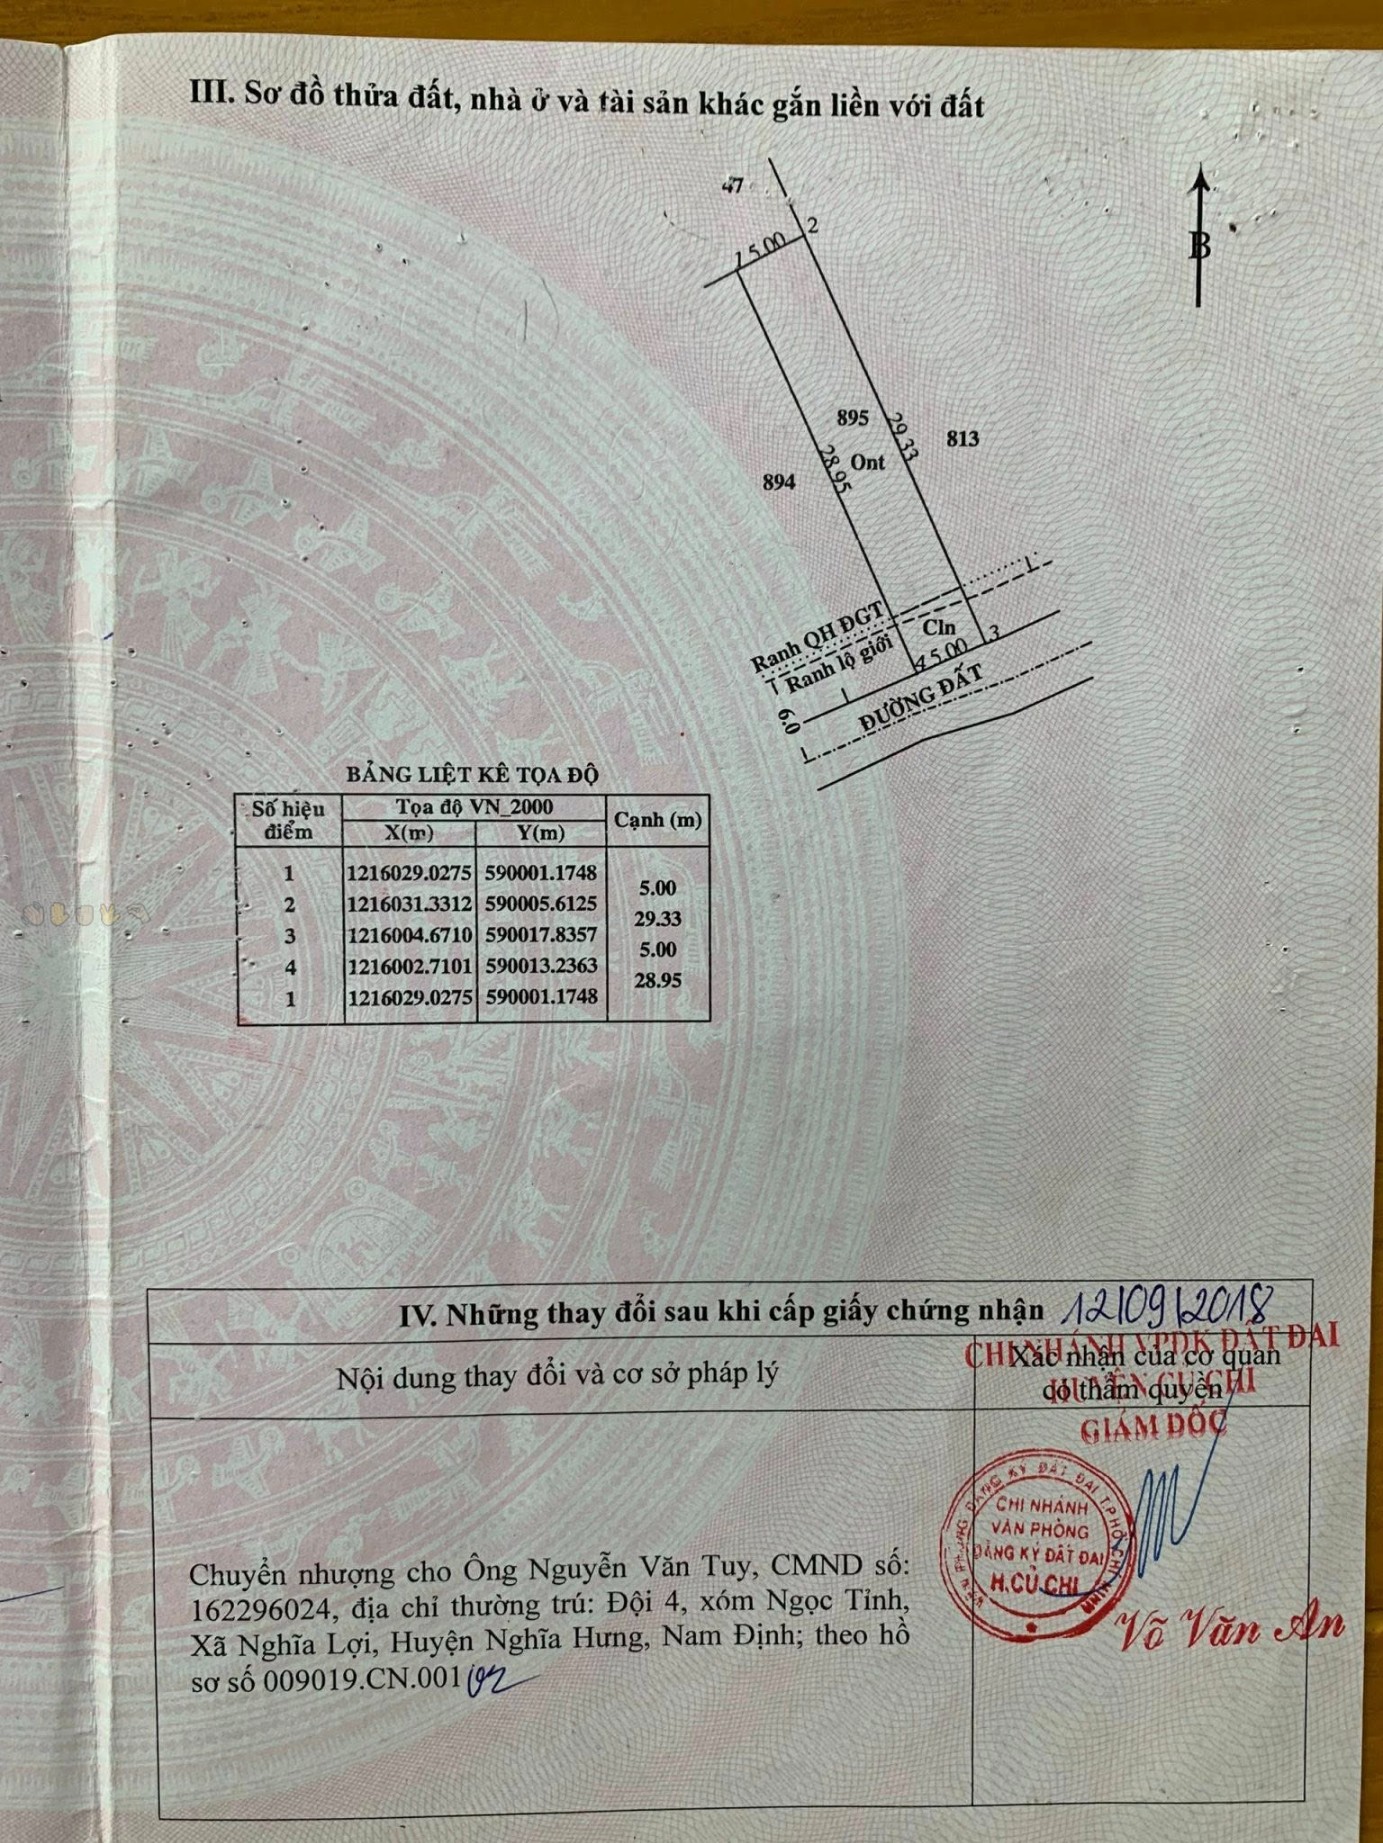 III. Sơ đồ thửa đất, nhà ở và tài sản khác gắn liền với đất
47
2
1 5.00
B
895
29.33
813
28.95
Ont
894
Ranh QH ĐGT
Cln
Ranh lộ giới
4 5.00 3
6.0
ĐƯỜNG ĐẤT
BẢNG LIỆT KÊ TỌA ĐỘ
Số hiệu điểm Tọa độ VN_2000 Cạnh (m)
X(m) Y(m)
1 1216029.0275 590001.1748
5.00
2 1216031.3312 590005.6125
29.33
3 1216004.6710 590017.8357
5.00
4 1216002.7101 590013.2363
28.95
1 1216029.0275 590001.1748
IV. Những thay đổi sau khi cấp giấy chứng nhận 12/09/2018
Nội dung thay đổi và cơ sở pháp lý
Xác nhận của cơ quan
có thẩm quyền
CHI NHÁNH VPĐK ĐẤT ĐAI
HUYỆN CỦ CHI
GIÁM ĐỐC
CHI NHÁNH
VĂN PHÒNG
ĐĂNG KÝ ĐẤT ĐAI
H.CỦ CHI
Võ Văn An
Chuyển nhượng cho Ông Nguyễn Văn Tuy, CMND số:
162296024, địa chỉ thường trú: Đội 4, xóm Ngọc Tỉnh,
Xã Nghĩa Lợi, Huyện Nghĩa Hưng, Nam Định; theo hồ
sơ số 009019.CN.001